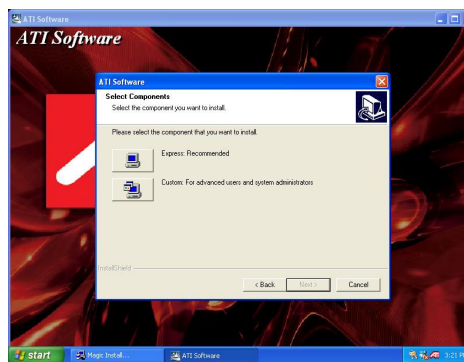 ATI Software
ATI Software
ATI Software
Select Components
Select the component you want to install.
Please select the component that you want to install.
Express: Recommended
Custom: For advanced users and system administrators
InstallShield
< Back
Next >
Cancel
start
Magic Install...
ATI Software
3:21 P